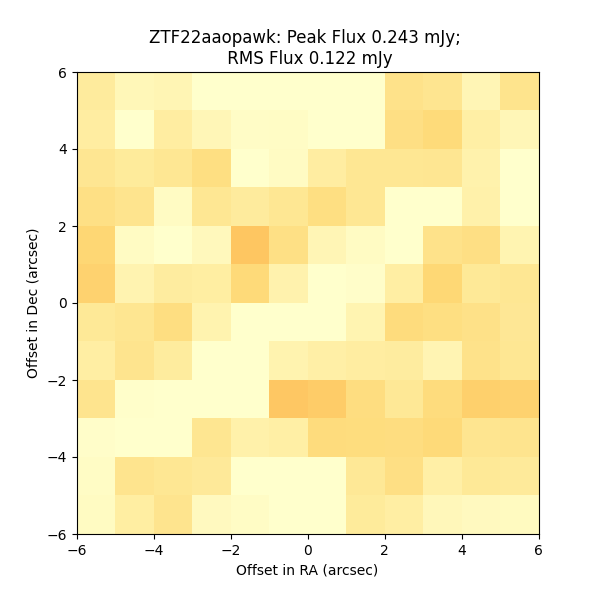 ZTF22aaopawk: Peak Flux 0.243 mJy;
RMS Flux 0.122 mJy
6
4
2
0
−2
−4
−6
Offset in Dec (arcsec)
−6 −4 −2 0 2 4 6
Offset in RA (arcsec)